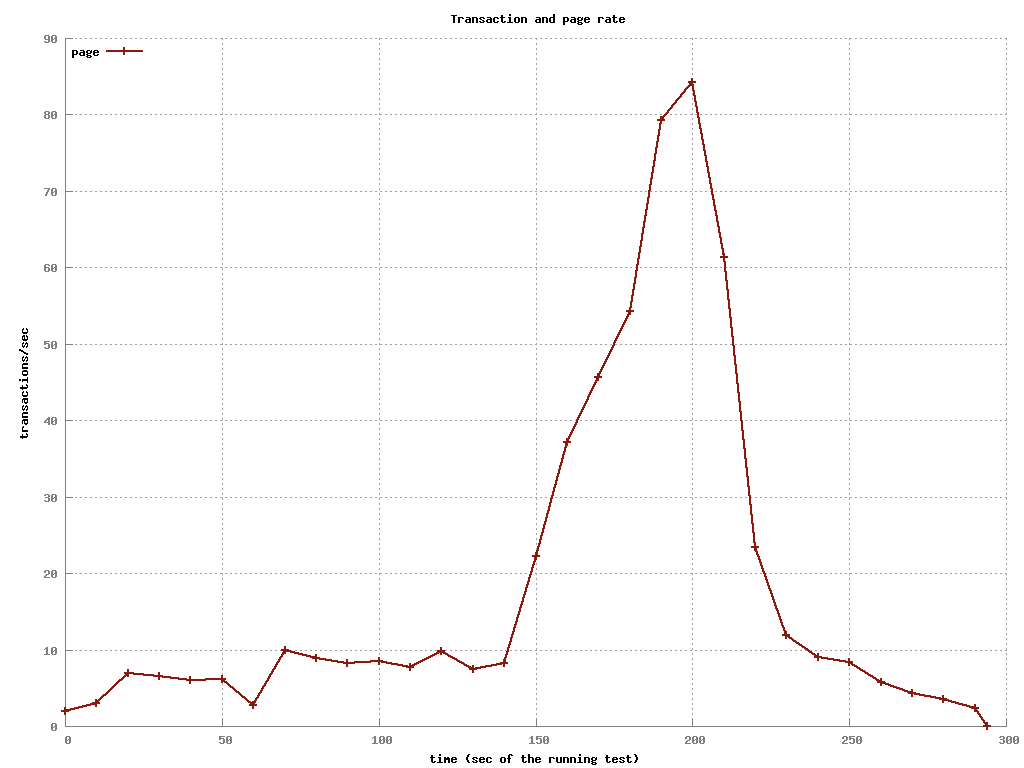 Transaction and page rate
90
page
80
70
60
50
40
30
20
10
0
transactions/sec
0 50 100 150 200 250 300
time (sec of the running test)